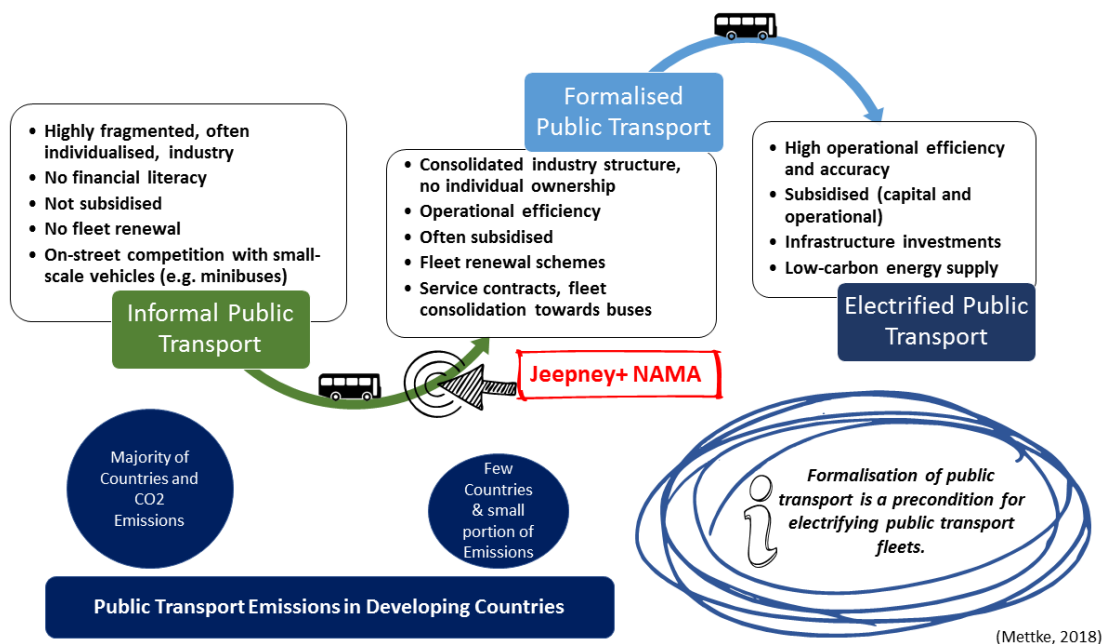 • Highly fragmented, often
individualised, industry
• No financial literacy
• Not subsidised
• No fleet renewal
• On-street competition with small-
scale vehicles (e.g. minibuses)
Informal Public
Transport
Formalised
Public Transport
• Consolidated industry structure,
no individual ownership
• Operational efficiency
• Often subsidised
• Fleet renewal schemes
• Service contracts, fleet
consolidation towards buses
• High operational efficiency
and accuracy
• Subsidised (capital and
operational)
• Infrastructure investments
• Low-carbon energy supply
Electrified Public
Transport
Jeepney+ NAMA
Majority of
Countries and
CO2
Emissions
Few
Countries
& small
portion of
Emissions
Public Transport Emissions in Developing Countries
i
Formalisation of public
transport is a precondition for
electrifying public transport
fleets.
(Mettke, 2018)